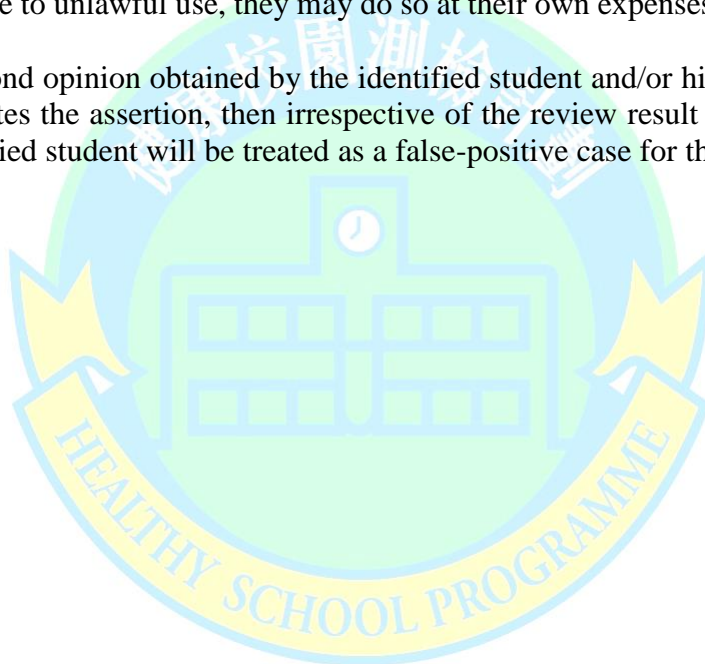 e to unlawful use, they may do so at their own expenses
ond opinion obtained by the identified student and/or hi
tes the assertion, then irrespective of the review result
ied student will be treated as a false-positive case for th
健康校園測檢計劃
HEALTHY SCHOOL PROGRAMME